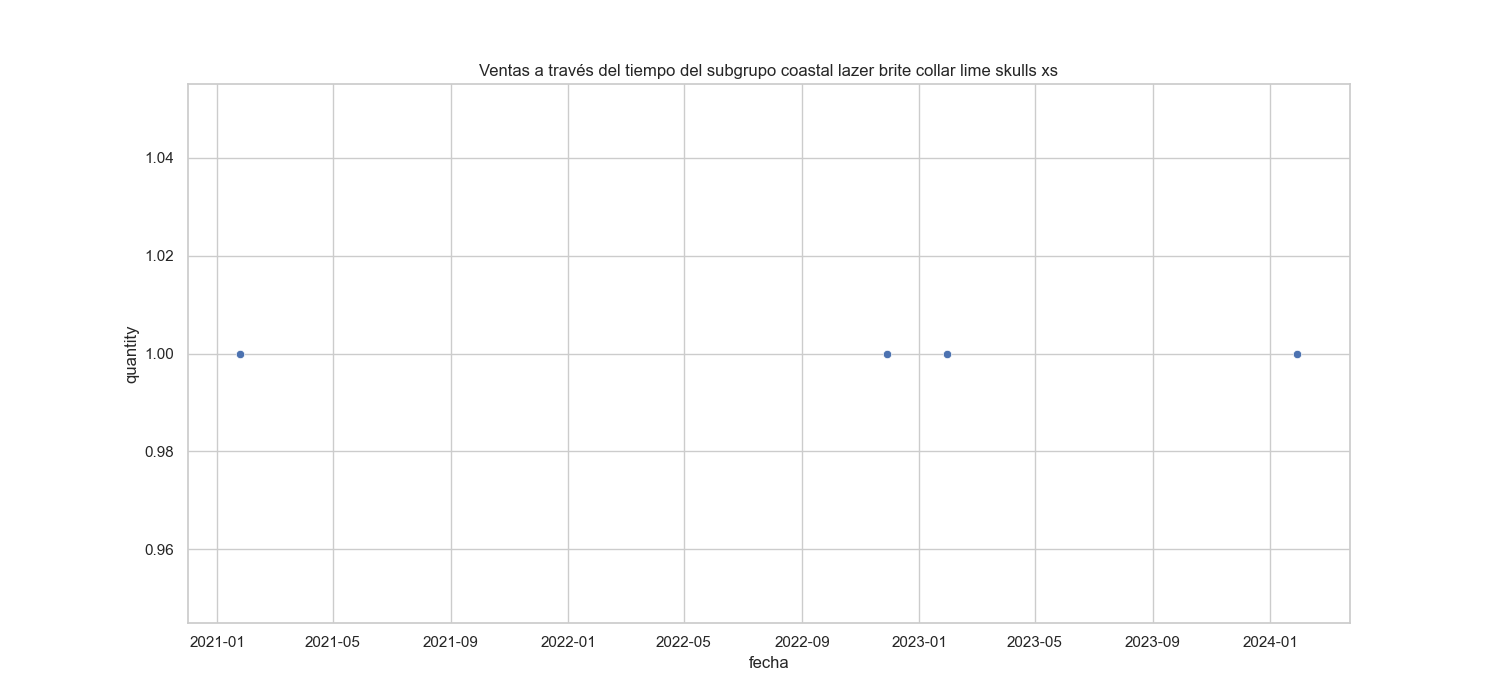 Ventas a través del tiempo del subgrupo coastal lazer brite collar lime skulls xs
quantity
1.04
1.02
1.00
0.98
0.96
2021-01 2021-05 2021-09 2022-01 2022-05 2022-09 2023-01 2023-05 2023-09 2024-01
fecha